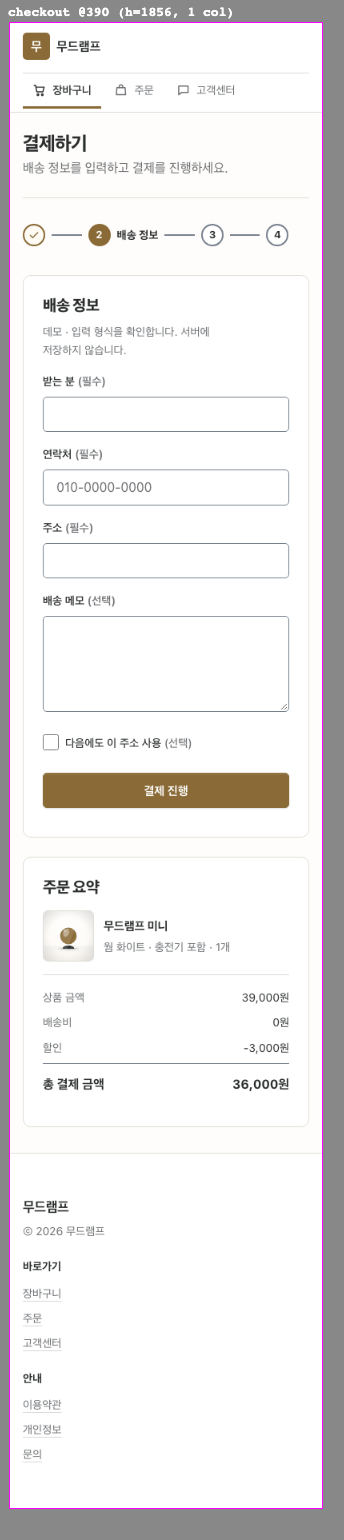 checkout @390 (h=1856, 1 col)
무 무드램프
장바구니 주문 고객센터
결제하기
배송 정보를 입력하고 결제를 진행하세요.
2 배송 정보 3 4
배송 정보
데모 · 입력 형식을 확인합니다. 서버에
저장하지 않습니다.
받는 분 (필수)
연락처 (필수)
010-0000-0000
주소 (필수)
배송 메모 (선택)
다음에도 이 주소 사용 (선택)
결제 진행
주문 요약
무드램프 미니
웜 화이트 · 충전기 포함 · 1개
상품 금액 39,000원
배송비 0원
할인 -3,000원
총 결제 금액 36,000원
무드램프
© 2026 무드램프
바로가기
장바구니
주문
고객센터
안내
이용약관
개인정보
문의